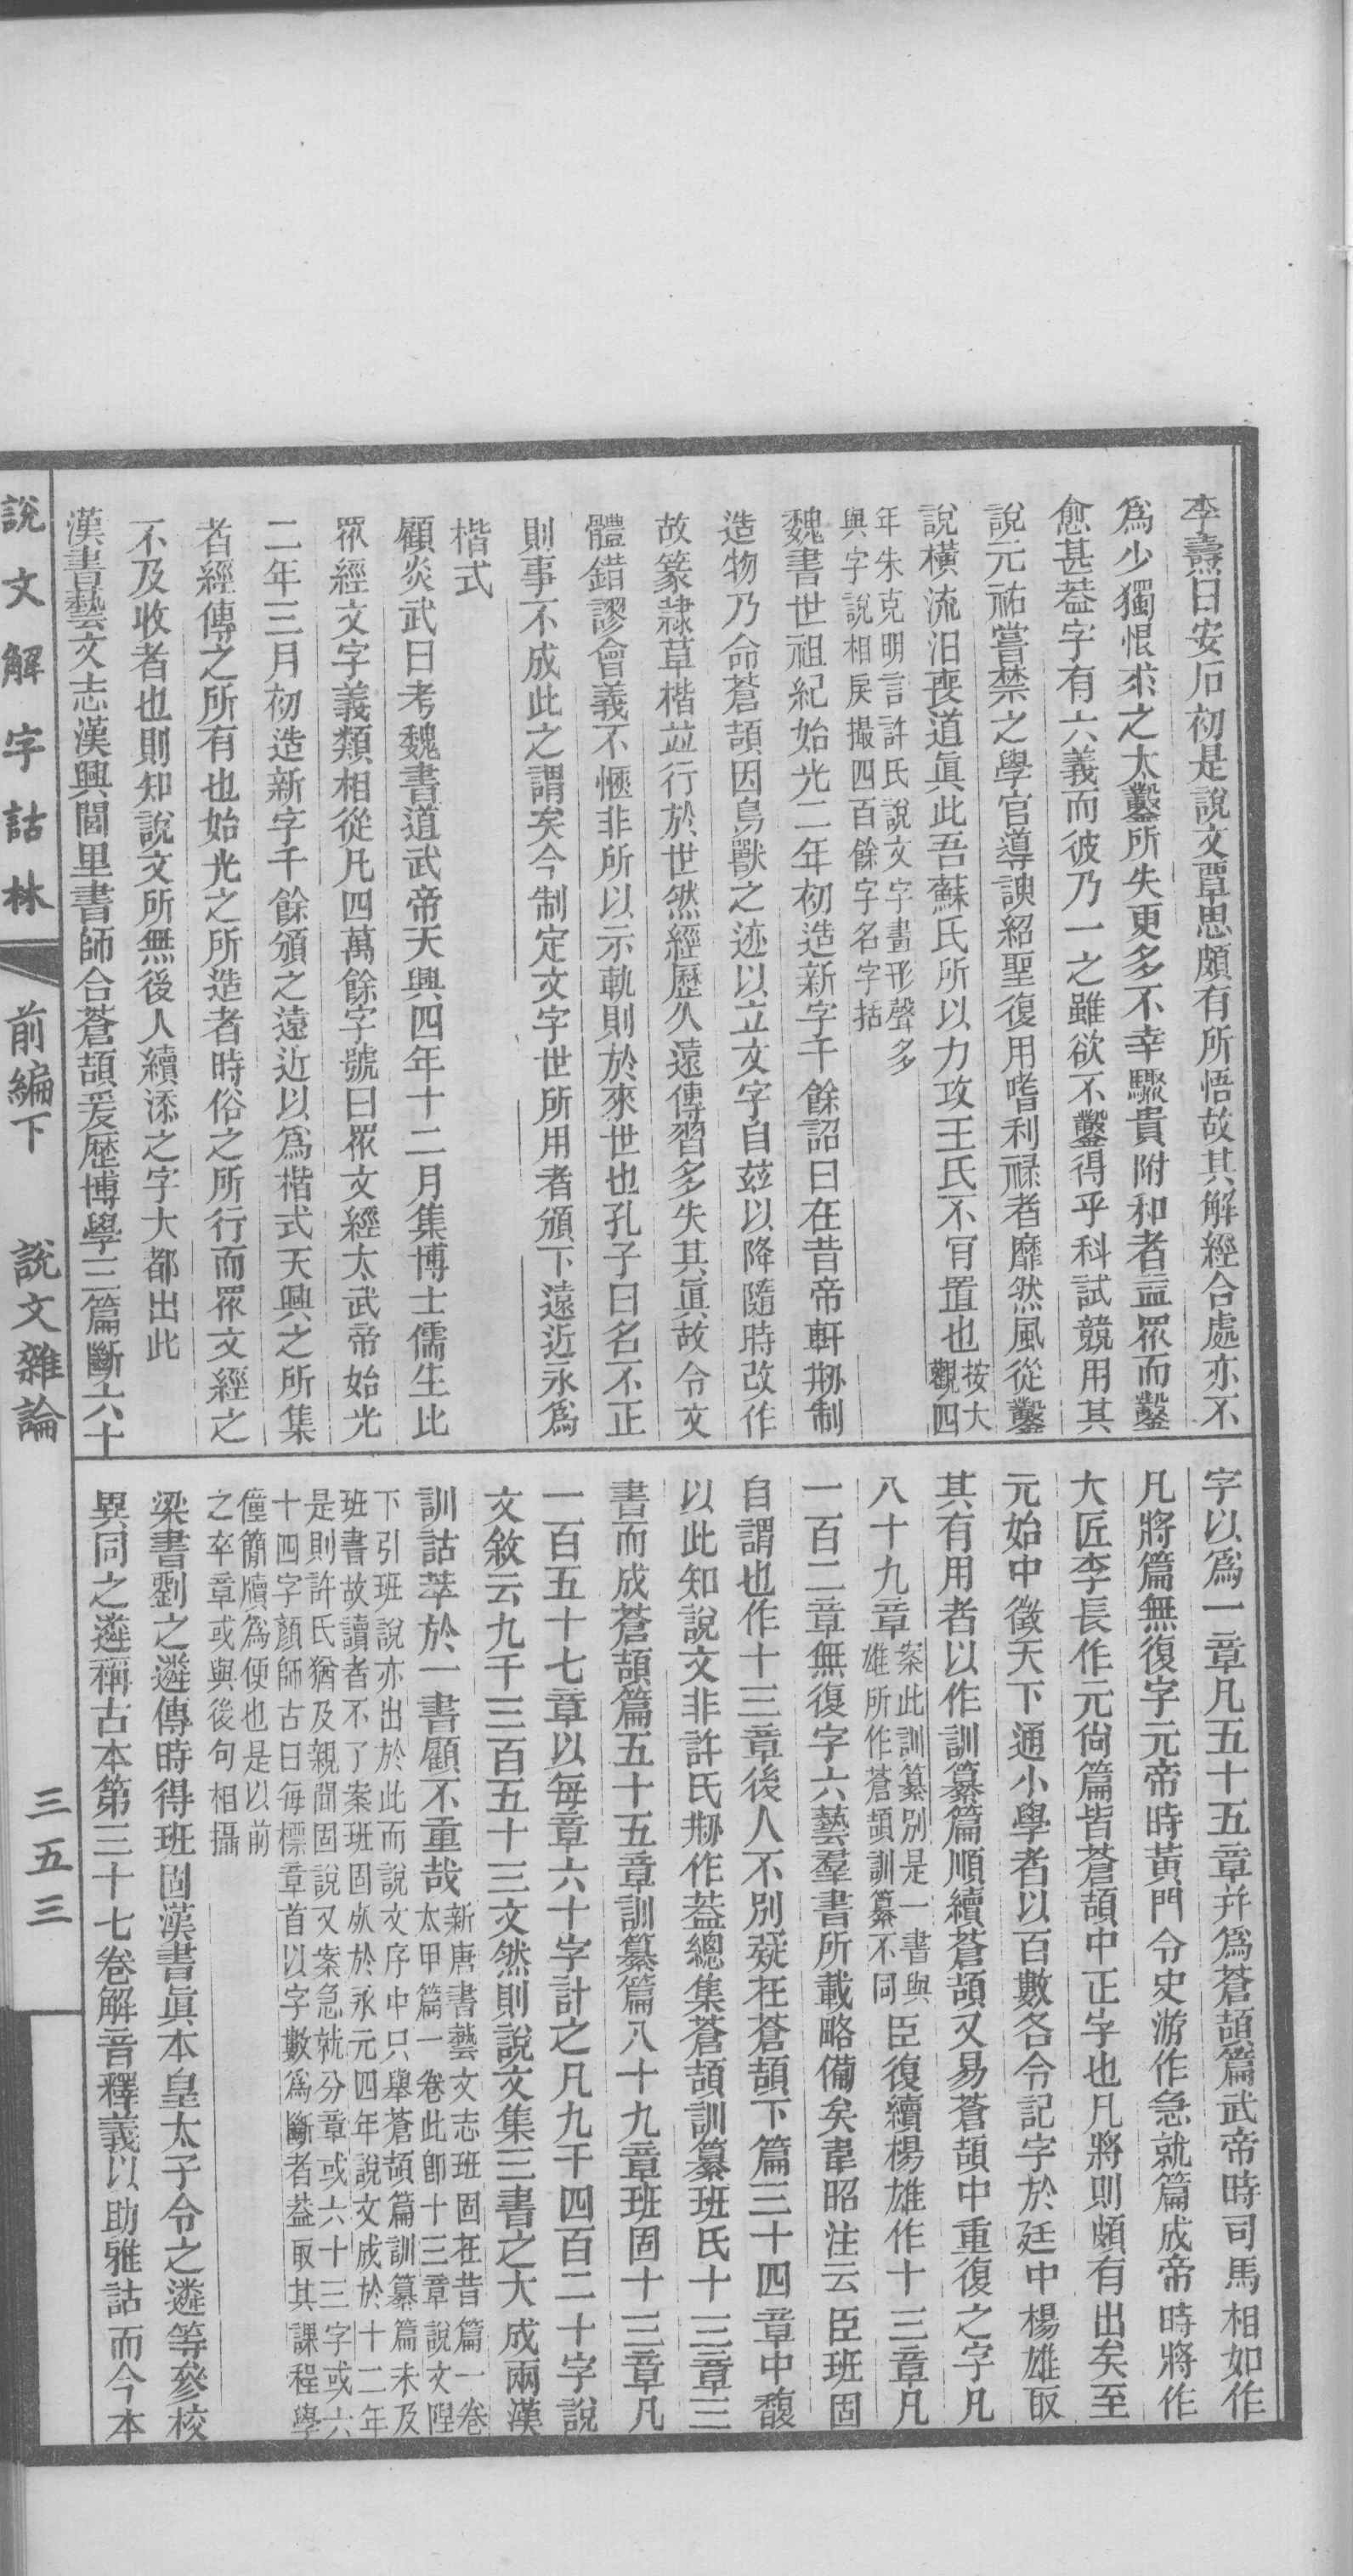 李燾曰安石初是說文覃思頗有所悟故其解經合處亦不
爲少獨恨求之太鑿所失更多不幸驟貴附和者益眾而鑿
愈甚葢字有六義而彼乃一之雖欲不鑿得乎科試競用其
說元祐嘗禁之學官導諛紹聖復用嗜利祿者靡然風從鑿
說橫流汨喪道眞此吾蘇氏所以力攻王氏不肎置也按大觀四
年朱克明言許氏說文字畫形聲多
與字說相戾撮四百餘字名字括
魏書世祖紀始光二年初造新字千餘詔曰在昔帝軒刱制
造物乃命蒼頡因鳥獸之迹以立文字自玆以降隨時改作
故篆隸草楷竝行於世然經歷久遠傳習多失其眞故令文
體錯謬會義不愜非所以示軌則於來世也孔子曰名不正
則事不成此之謂矣今制定文字世所用者頒下遠近永爲
楷式
顧炎武曰考魏書道武帝天興四年十二月集博士儒生比
眾經文字義類相從凡四萬餘字號曰眾文經太武帝始光
二年三月初造新字千餘頒之遠近以爲楷式天興之所集
者經傳之所有也始光之所造者時俗之所行而眾文經之
不及收者也則知說文所無後人續添之字大都出此
漢書藝文志漢興閭里書師合蒼頡爰歷博學三篇斷六十
字以爲一章凡五十五章幷爲蒼頡篇武帝時司馬相如作
凡將篇無復字元帝時黃門令史游作急就篇成帝時將作
大匠李長作元尙篇皆蒼頡中正字也凡將則頗有出矣至
元始中徵天下通小學者以百數各令記字於廷中楊雄取
其有用者以作訓纂篇順續蒼頡又易蒼頡中重復之字凡
八十九章案此訓纂別是一書與雄所作蒼頡訓纂不同臣復續楊雄作十三章凡
一百二章無復字六藝羣書所載略備矣韋昭注云臣班固
自謂也作十三章後人不別疑在蒼頡下篇三十四章中馥
以此知說文非許氏刱作葢總集蒼頡訓纂班氏十三章三
書而成蒼頡篇五十五章訓纂篇八十九章班固十三章凡
一百五十七章以每章六十字計之凡九千四百二十字說
文敘云九千三百五十三文然則說文集三書之大成兩漢
訓詁萃於一書顧不重哉新唐書藝文志班固在昔篇一卷太甲篇一卷此卽十三章說文陧
下引班說亦出於此而說文序中只舉蒼頡篇訓纂篇未及
班書故讀者不了案班固歿於永元四年說文成於十二年
是則許氏猶及親聞固說又案急就分章或六十三字或六
十四字顏師古曰每標章首以字數爲斷者葢取其課程學
僮簡牘爲便也是以前
之卒章或與後句相攝
梁書劉之遴傳時得班固漢書眞本皇太子令之遴等參校
異同之遴稱古本第三十七卷解音釋義以助雅詁而今本
說文解字詁林 前編下 說文雜論 三五三